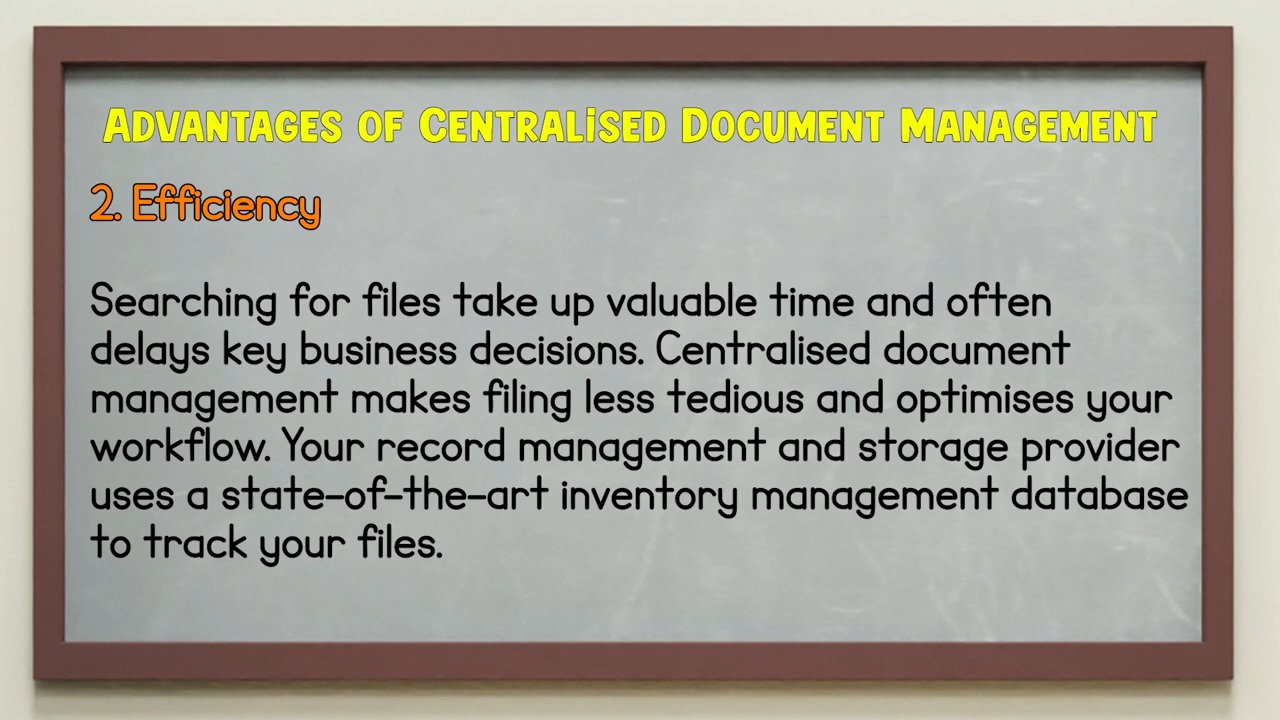 Advantages of Centralised Document Management
2. Efficiency
Searching for files take up valuable time and often
delays key business decisions. Centralised document
management makes filing less tedious and optimises your
workflow. Your record management and storage provider
uses a state-of-the-art inventory management database
to track your files.